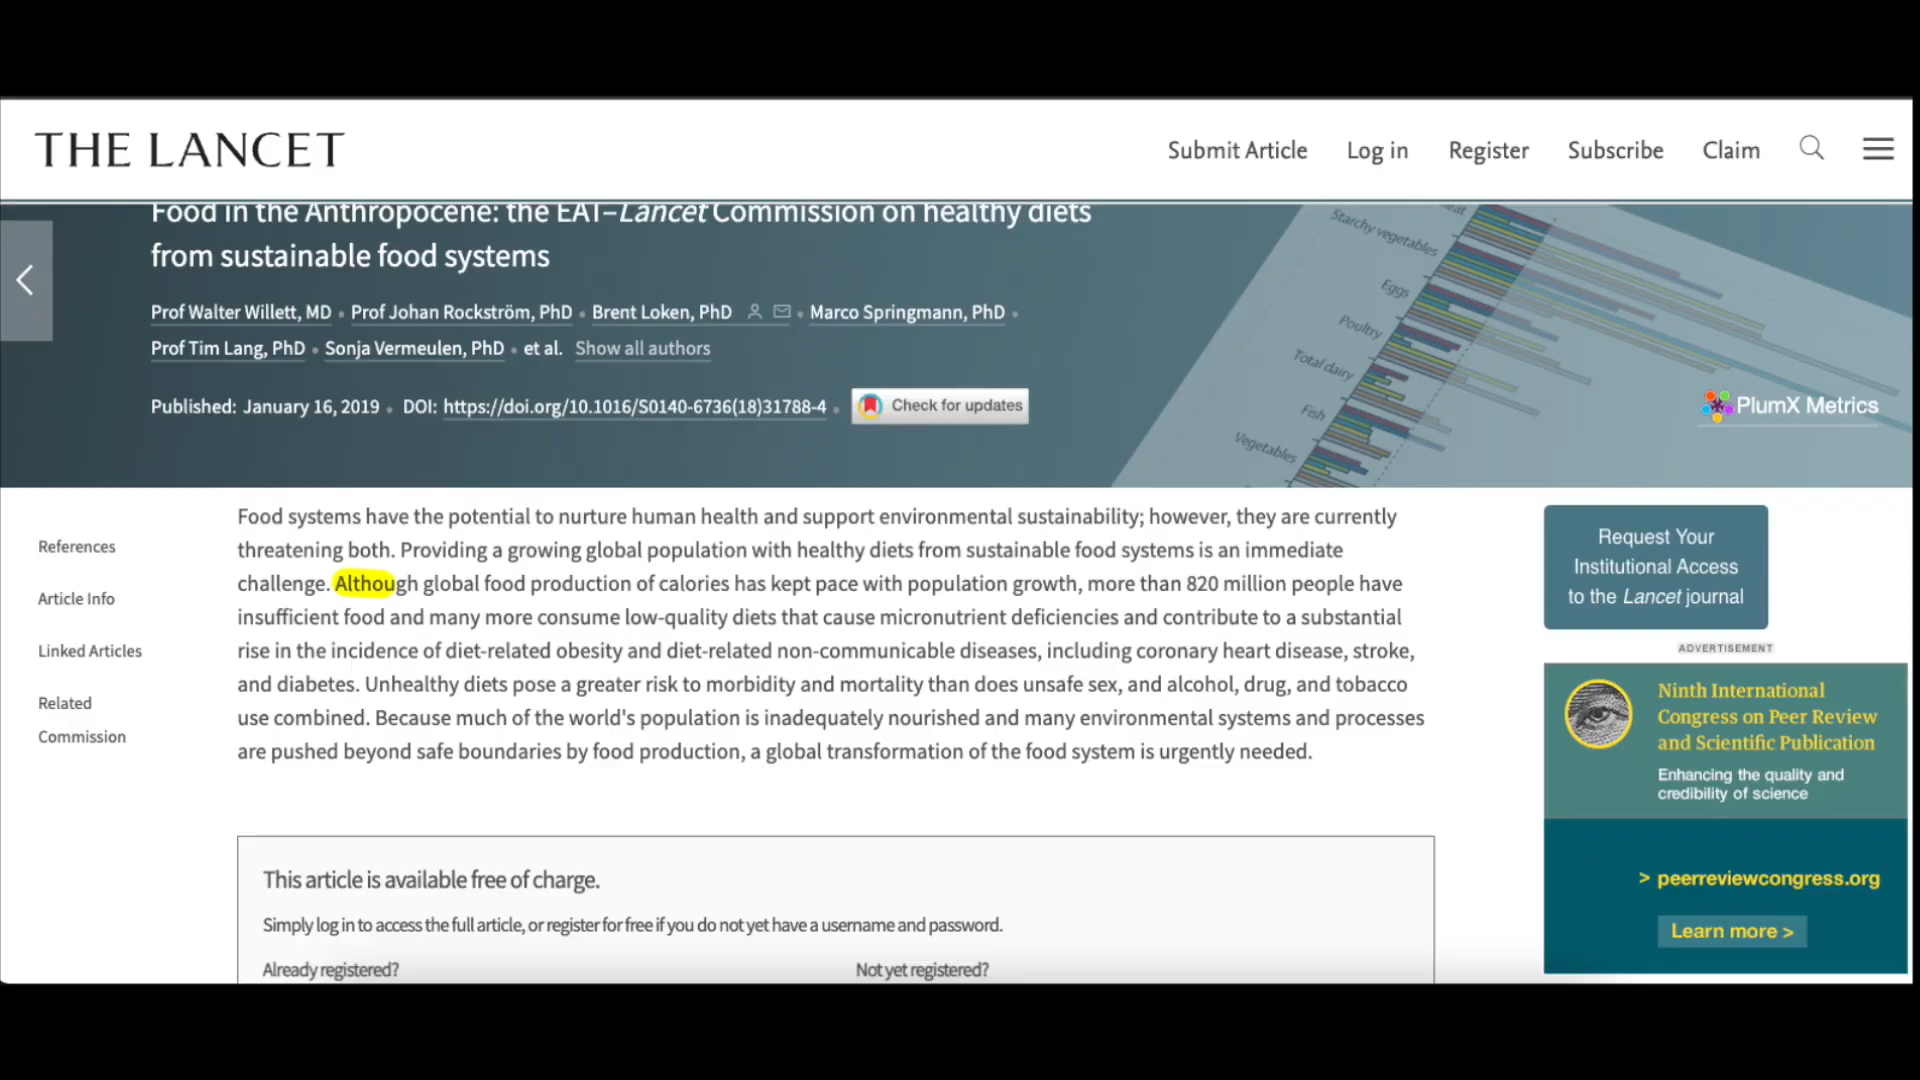 THE LANCET
Submit Article
Log in
Register
Subscribe
Claim
Food in the Anthropocene: the EAT–Lancet Commission on healthy diets
from sustainable food systems
Prof Walter Willett, MD • Prof Johan Rockström, PhD • Brent Loken, PhD • Marco Springmann, PhD •
Prof Tim Lang, PhD • Sonja Vermeulen, PhD • et al. Show all authors
Published: January 16, 2019 • DOI: https://doi.org/10.1016/S0140-6736(18)31788-4 •
Check for updates
Starchy vegetables
Eggs
Poultry
Total dairy
Fish
Vegetables
PlumX Metrics
References
Article Info
Linked Articles
Related
Commission
Food systems have the potential to nurture human health and support environmental sustainability; however, they are currently
threatening both. Providing a growing global population with healthy diets from sustainable food systems is an immediate
challenge. Although global food production of calories has kept pace with population growth, more than 820 million people have
insufficient food and many more consume low-quality diets that cause micronutrient deficiencies and contribute to a substantial
rise in the incidence of diet-related obesity and diet-related non-communicable diseases, including coronary heart disease, stroke,
and diabetes. Unhealthy diets pose a greater risk to morbidity and mortality than does unsafe sex, and alcohol, drug, and tobacco
use combined. Because much of the world's population is inadequately nourished and many environmental systems and processes
are pushed beyond safe boundaries by food production, a global transformation of the food system is urgently needed.
This article is available free of charge.
Simply log in to access the full article, or register for free if you do not yet have a username and password.
Already registered?
Not yet registered?
Request Your
Institutional Access
to the Lancet journal
ADVERTISEMENT
Ninth International
Congress on Peer Review
and Scientific Publication
Enhancing the quality and
credibility of science
> peerreviewcongress.org
Learn more >